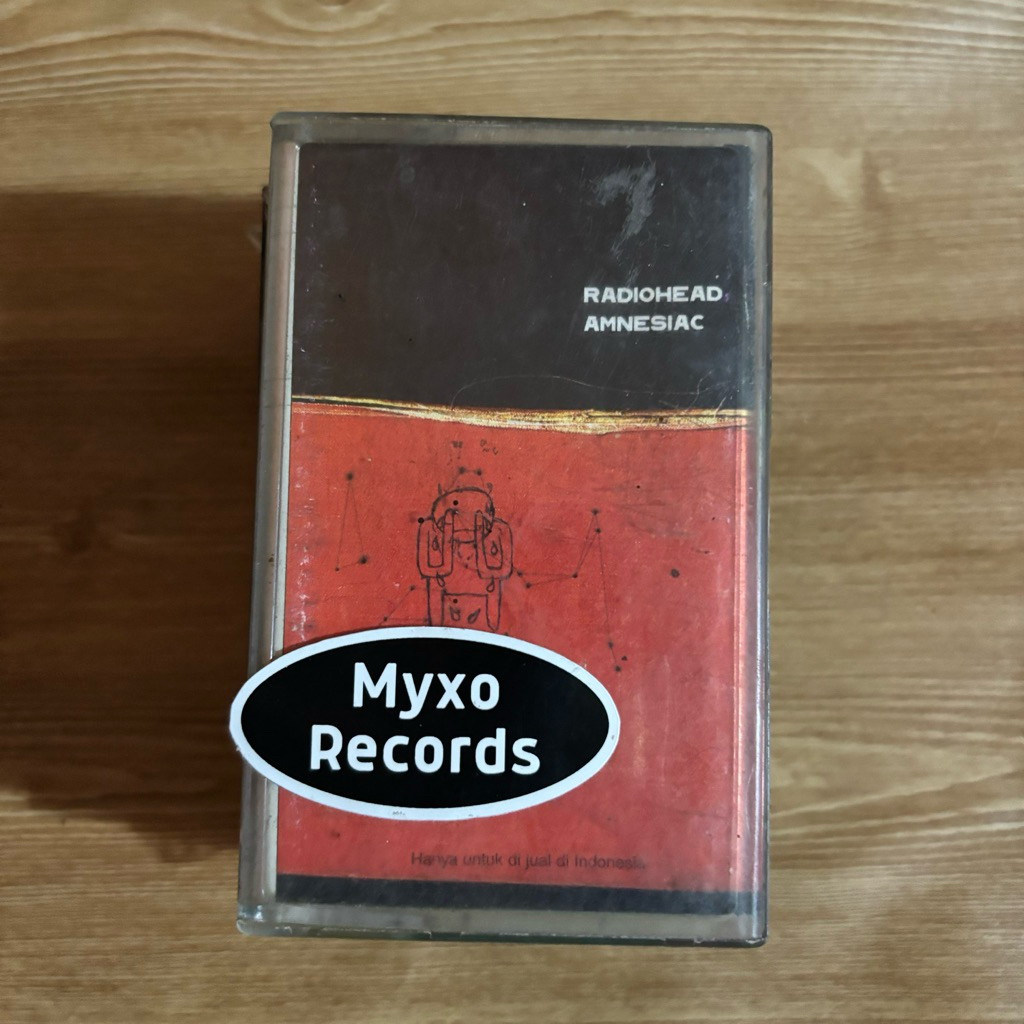 RADIOHEAD
AMNESIAC
Myxo
Records
Hanya untuk di jual di Indonesia